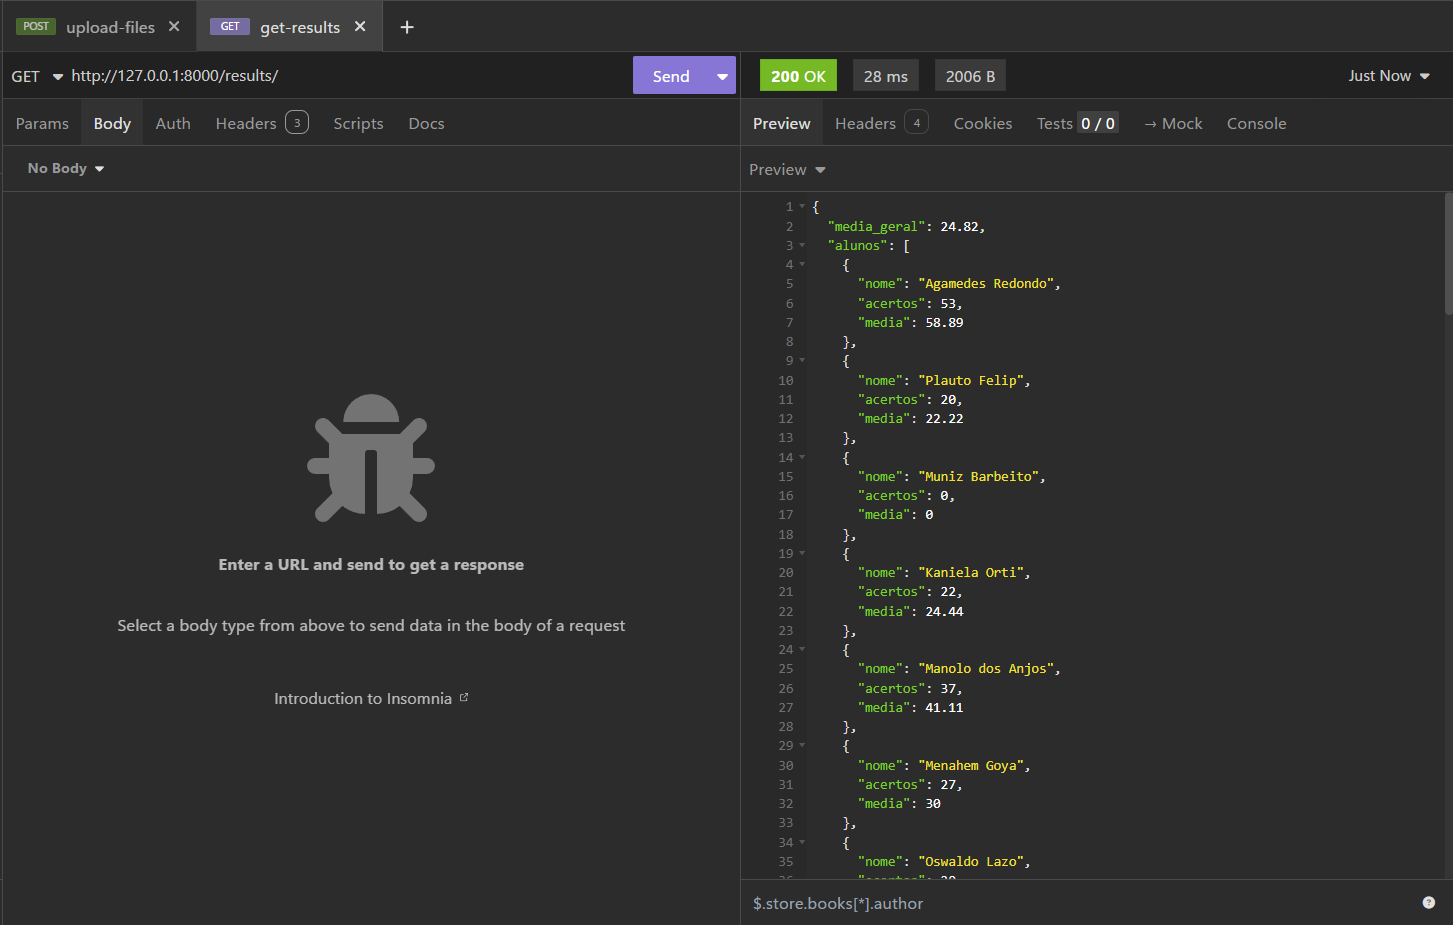 POST upload-files
GET get-results
GET http://127.0.0.1:8000/results/ Send
Params Body Auth Headers 3 Scripts Docs
No Body
Enter a URL and send to get a response
Select a body type from above to send data in the body of a request
Introduction to Insomnia
200 OK 28 ms 2006 B Just Now
Preview Headers 4 Cookies Tests 0 / 0 → Mock Console
Preview
1 {
2 "media_geral": 24.82,
3 "alunos": [
4 {
5 "nome": "Agamedes Redondo",
6 "acertos": 53,
7 "media": 58.89
8 },
9 {
10 "nome": "Plauto Felip",
11 "acertos": 20,
12 "media": 22.22
13 },
14 {
15 "nome": "Muniz Barbeito",
16 "acertos": 0,
17 "media": 0
18 },
19 {
20 "nome": "Kaniela Orti",
21 "acertos": 22,
22 "media": 24.44
23 },
24 {
25 "nome": "Manolo dos Anjos",
26 "acertos": 37,
27 "media": 41.11
28 },
29 {
30 "nome": "Menahem Goya",
31 "acertos": 27,
32 "media": 30
33 },
34 {
35 "nome": "Oswaldo Lazo",
$.store.books[*].author